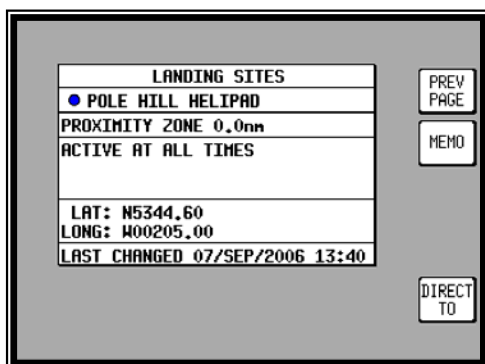 LANDING SITES
POLE HILL HELIPAD
PROXIMITY ZONE 0.0nm
ACTIVE AT ALL TIMES
LAT: N5344.60
LONG: W00205.00
LAST CHANGED 07/SEP/2006 13:40
PREV
PAGE
MEMO
DIRECT
TO